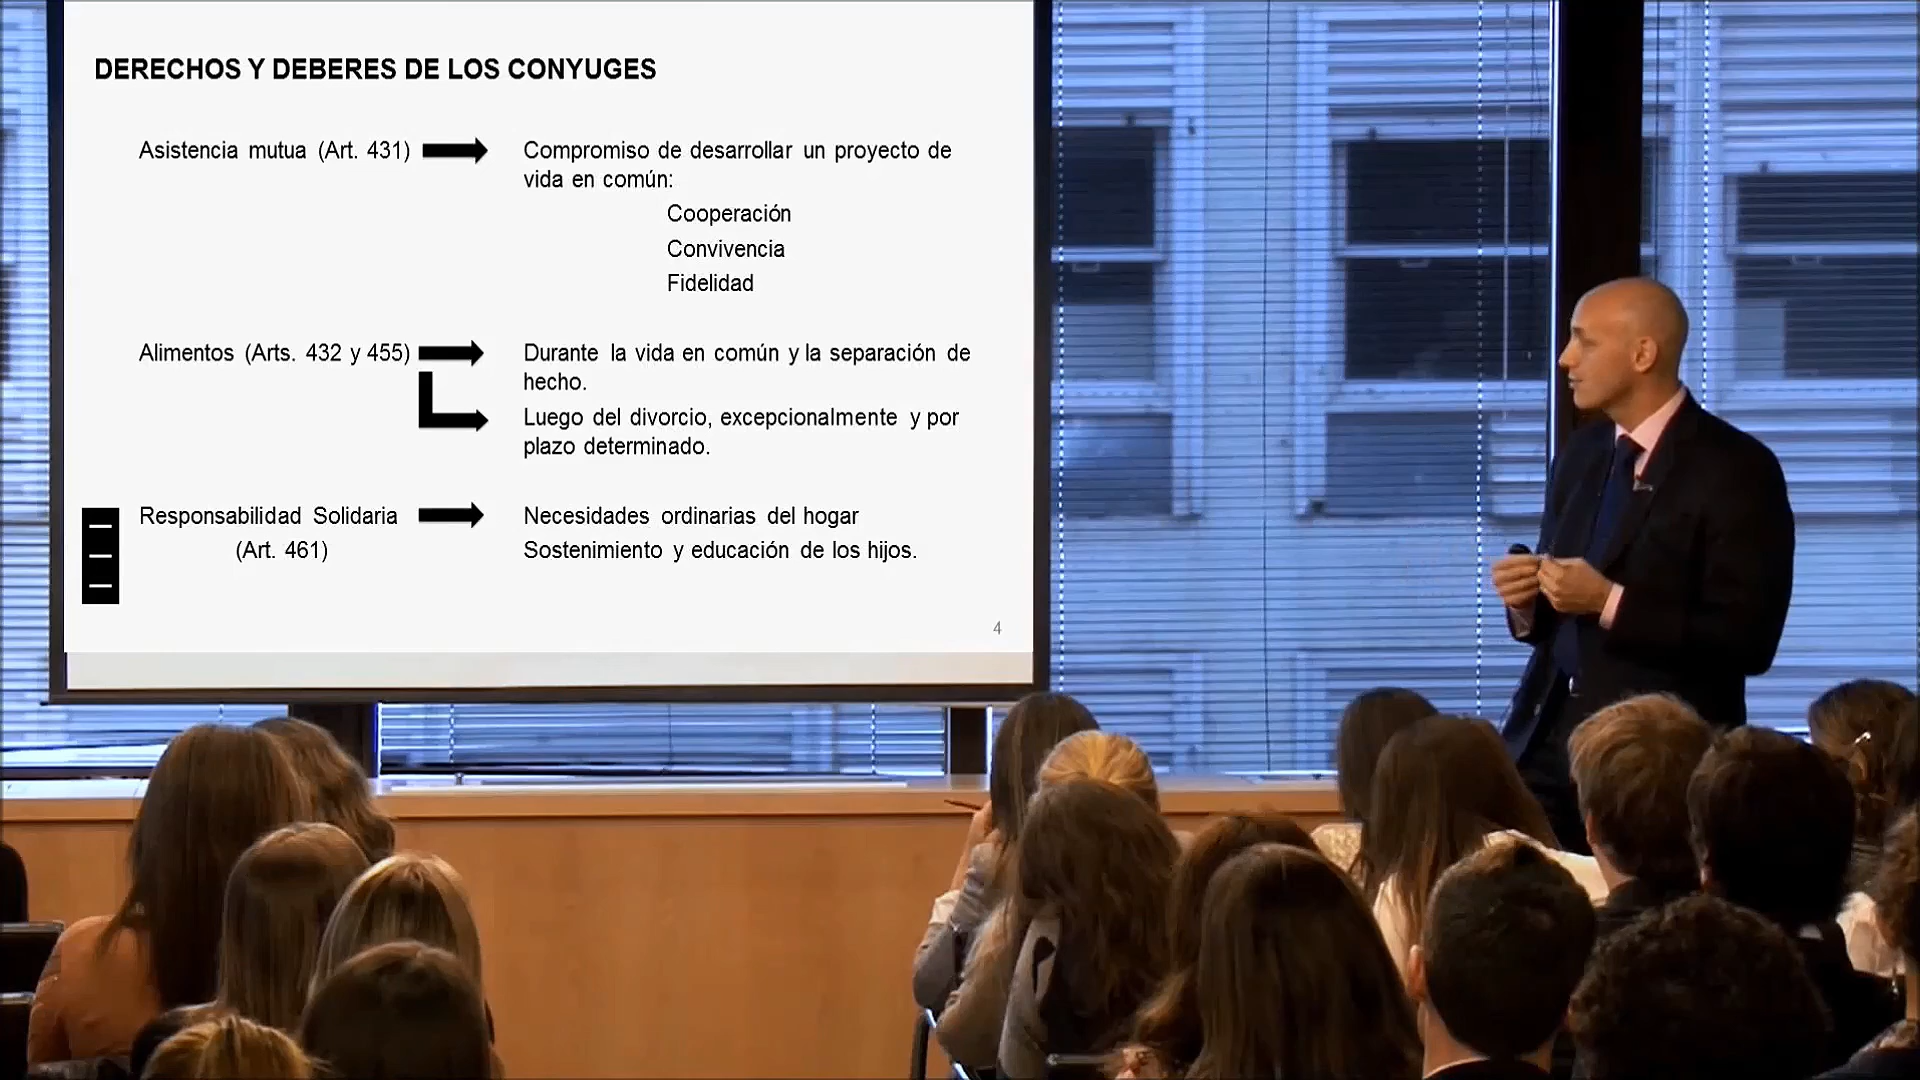 DERECHOS Y DEBERES DE LOS CONYUGES
Asistencia mutua (Art. 431)
Compromiso de desarrollar un proyecto de
vida en común:
Cooperación
Convivencia
Fidelidad
Alimentos (Arts. 432 y 455)
Durante la vida en común y la separación de
hecho.
Luego del divorcio, excepcionalmente y por
plazo determinado.
Responsabilidad Solidaria
(Art. 461)
Necesidades ordinarias del hogar
Sostenimiento y educación de los hijos.
4